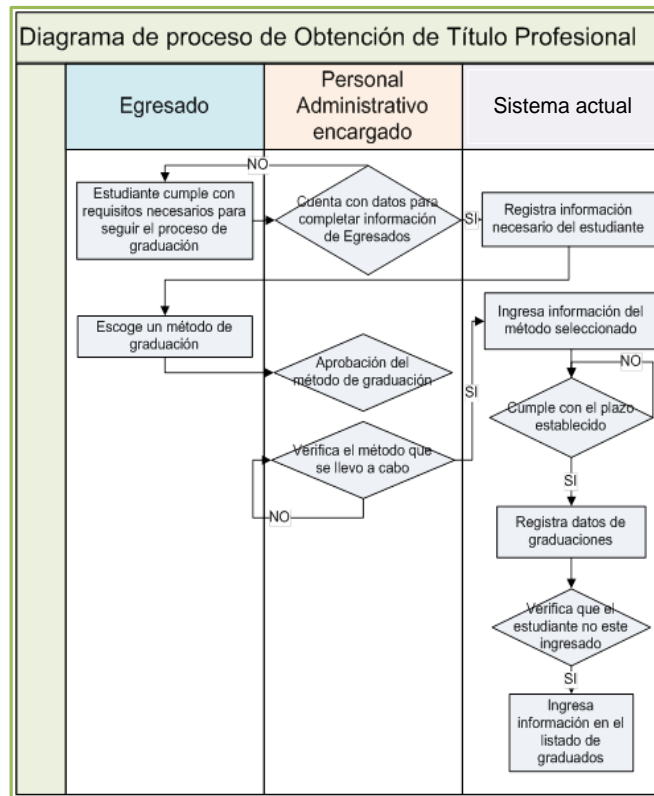 Diagrama de proceso de Obtención de Título Profesional
Egresado
Personal
Administrativo
encargado
Sistema actual
NO
Estudiante cumple con
requisitos necesarios para
seguir el proceso de
graduación
Cuenta con datos para
completar información
de Egresados
SI
Registra información
necesario del estudiante
Escoge un método de
graduación
Aprobación del
método de graduación
Ingresa información del
método seleccionado
NO
SI
Cumple con el plazo
establecido
Verifica el método que
se llevo a cabo
NO
SI
Registra datos de
graduaciones
Verifica que el
estudiante no este
ingresado
SI
Ingresa
información en el
listado de
graduados